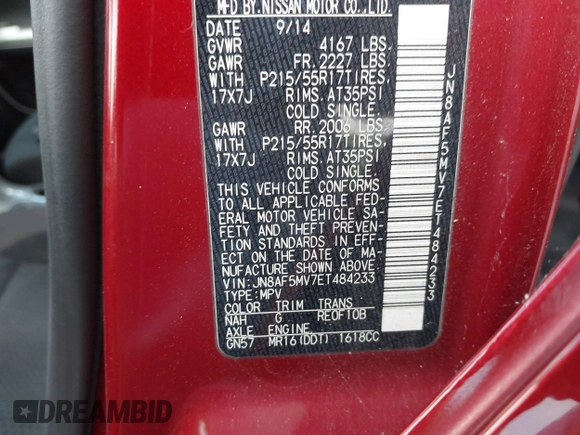 MFD BY NISSAN MOTOR CO., LTD.
DATE 9/14
GVWR 4167 LBS.
GAWR FR. 2227 LBS.
WITH P215/55R17TIRES.
17X7J RIMS. AT35PSI
COLD SINGLE.
GAWR RR. 2006 LBS.
WITH P215/55R17TIRES.
17X7J RIMS. AT35PSI
COLD SINGLE.
THIS VEHICLE CONFORMS
TO ALL APPLICABLE FED-
ERAL MOTOR VEHICLE SA-
FETY AND THEFT PREVEN-
TION STANDARDS IN EFF-
ECT ON THE DATE OF MA-
NUFACTURE SHOWN ABOVE.
VIN: JN8AF5MV7ET484233
TYPE: MPV
COLOR TRIM TRANS
NAH G RE0F10B
AXLE ENGINE
GN57 MR16(DDT) 1618CC
JN8AF5MV7ET484233
DREAMBID